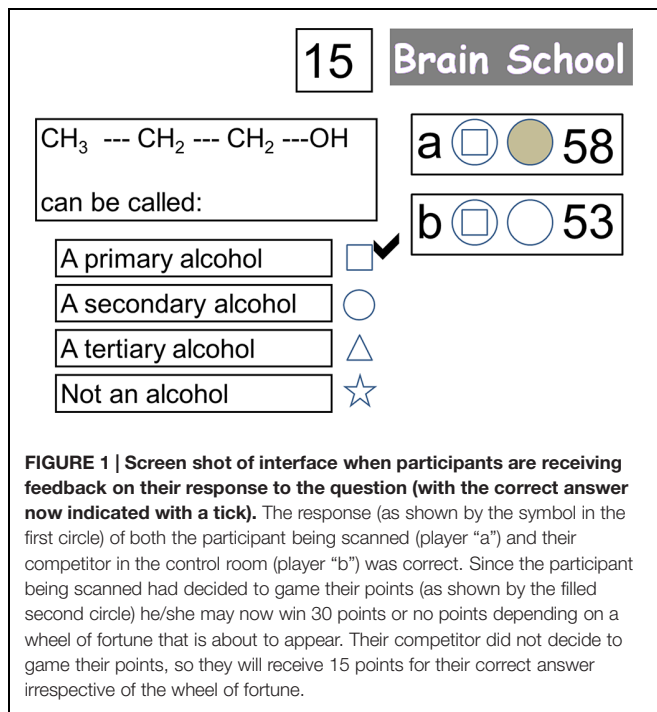 15
Brain School
CH₃ --- CH₂ --- CH₂ ---OH
can be called:
a 58
b 53
A primary alcohol
A secondary alcohol
A tertiary alcohol
Not an alcohol
FIGURE 1 | Screen shot of interface when participants are receiving
feedback on their response to the question (with the correct answer
now indicated with a tick). The response (as shown by the symbol in the
first circle) of both the participant being scanned (player “a”) and their
competitor in the control room (player “b”) was correct. Since the participant
being scanned had decided to game their points (as shown by the filled
second circle) he/she may now win 30 points or no points depending on a
wheel of fortune that is about to appear. Their competitor did not decide to
game their points, so they will receive 15 points for their correct answer
irrespective of the wheel of fortune.